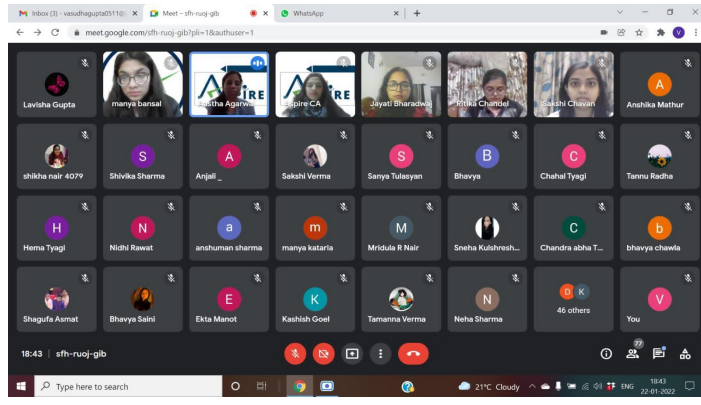 Inbox (3) - vasudhagupta0511@
Meet – sfh-ruoj-gib
WhatsApp
meet.google.com/sfh-ruoj-gib?pli=1&authuser=1
V
Lavisha Gupta
manya bansal
Aastha Agarwa
Aspire CA
Jayati Bharadwaj
Ritika Chandel
Sakshi Chavan
A
Anshika Mathur
shikha nair 4079
S
Shivika Sharma
A
Anjali _
Sakshi Verma
S
Sanya Tulasyan
B
Bhavya
C
Chahal Tyagi
Tannu Radha
H
Hema Tyagi
N
Nidhi Rawat
a
anshuman sharma
m
manya kataria
M
Mridula R Nair
Sneha Kulshresh...
C
Chandra abha T...
b
bhavya chawla
Shagufa Asmat
Bhavya Saini
E
Ekta Manot
K
Kashish Goel
Tamanna Verma
N
Neha Sharma
D K
46 others
V
You
18:43 | sfh-ruoj-gib
77
Type here to search
21°C Cloudy
ENG
18:43
22-01-2022